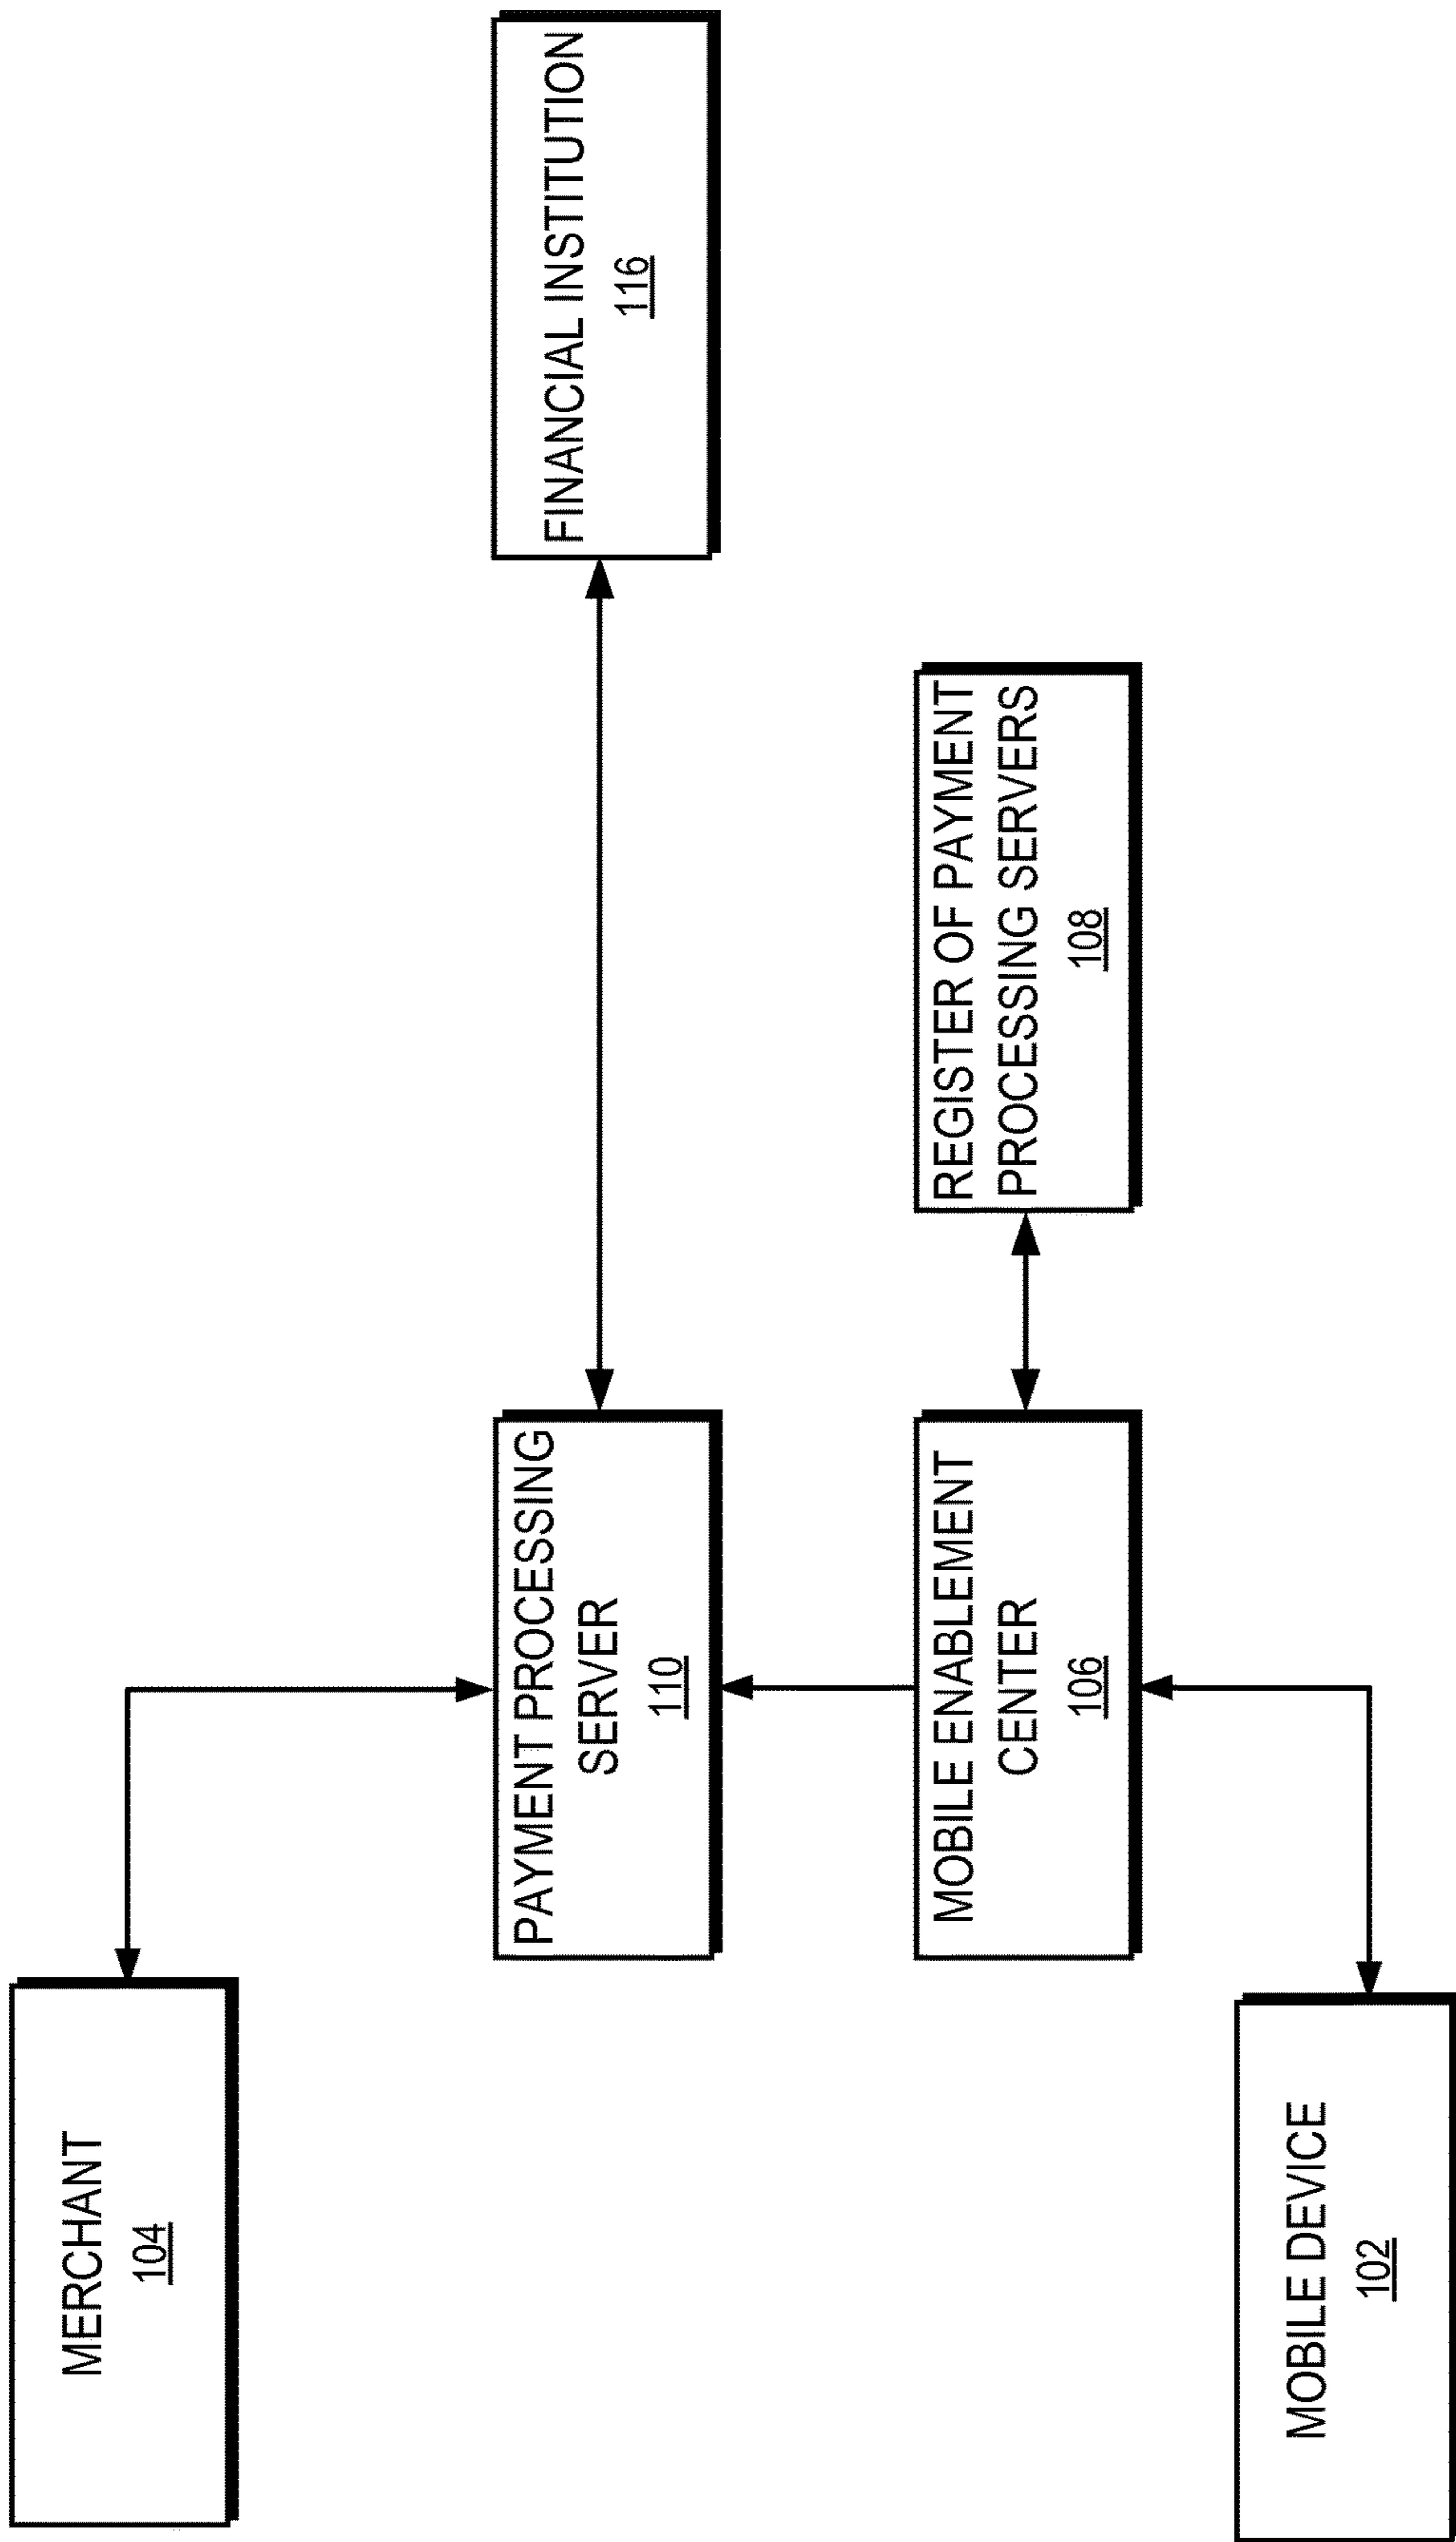 MERCHANT
104
PAYMENT PROCESSING
SERVER
110
FINANCIAL INSTITUTION
116
MOBILE ENABLEMENT
CENTER
106
REGISTER OF PAYMENT
PROCESSING SERVERS
108
MOBILE DEVICE
102